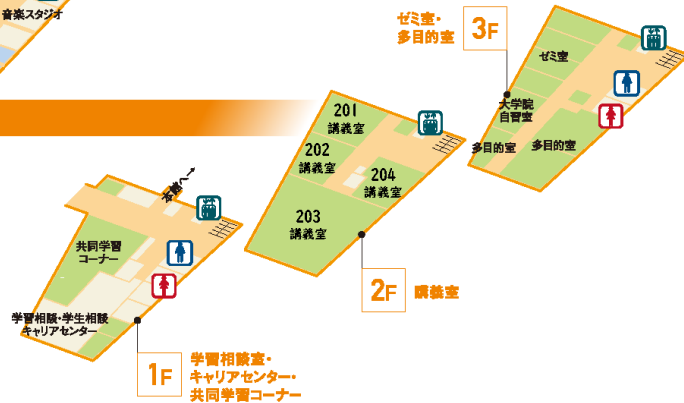 音楽スタジオ
ゼミ室・
多目的室
3F
ゼミ室
大学院
自習室
多目的室
多目的室
201
講義室
202
講義室
204
講義室
203
講義室
2F
講義室
本館へ
共同学習
コーナー
学習相談・学生相談
キャリアセンター
1F
学習相談室・
キャリアセンター・
共同学習コーナー